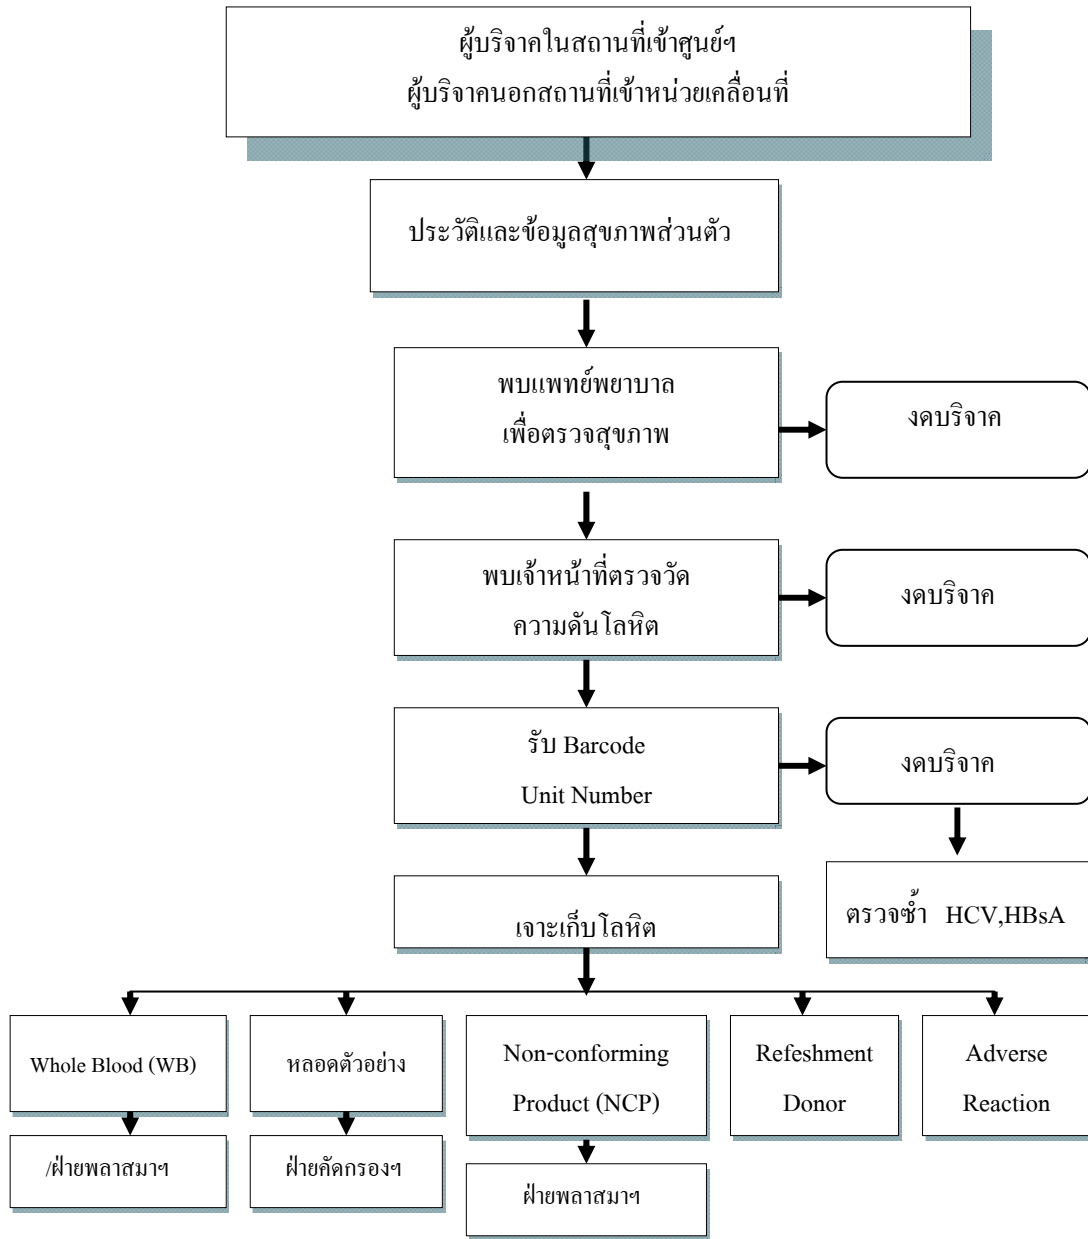 ผู้บริจาคในสถานที่เข้าศูนย์ฯ
ผู้บริจาคนอกสถานที่เข้าหน่วยเคลื่อนที่
ประวัติและข้อมูลสุขภาพส่วนตัว
พบแพทย์พยาบาล
เพื่อตรวจสุขภาพ
งดบริจาค
พบเจ้าหน้าที่ตรวจวัด
ความดันโลหิต
งดบริจาค
รับ Barcode
Unit Number
งดบริจาค
ตรวจซ้ำ HCV,HBsA
เจาะเก็บโลหิต
Whole Blood (WB)
หลอดตัวอย่าง
Non-conforming
Product (NCP)
Refeshment
Donor
Adverse
Reaction
/ฝ่ายพลาสมาฯ
ฝ่ายคัดกรองฯ
ฝ่ายพลาสมาฯ